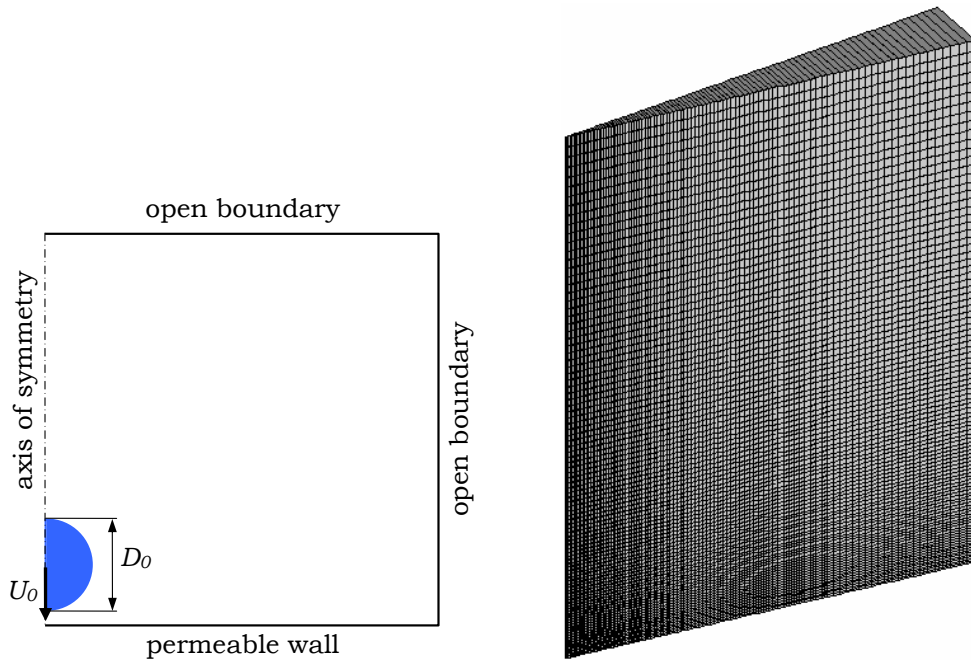 open boundary
axis of symmetry
open boundary
D0
U0
permeable wall